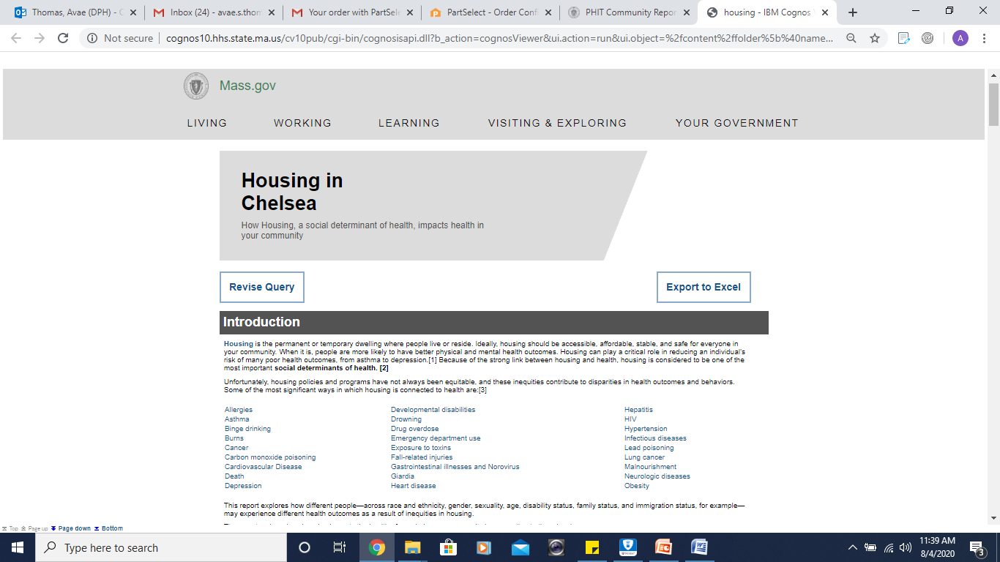 Thomas, Avae (DPH) - O
Inbox (24) - avae.s.thom
Your order with PartSele
PartSelect - Order Conf
PHIT Community Repor
housing - IBM Cognos
Not secure
cognos10.hhs.state.ma.us/cv10pub/cgi-bin/cognosisapi.dll?b_action=cognosViewer&ui.action=run&ui.object=%2fcontent%2ffolder%5b%40name...
A
Mass.gov
LIVING WORKING LEARNING VISITING & EXPLORING YOUR GOVERNMENT
Housing in
Chelsea
How Housing, a social determinant of health, impacts health in
your community
Revise Query
Export to Excel
Introduction
Housing is the permanent or temporary dwelling where people live or reside. Ideally, housing should be accessible, affordable, stable, and safe for everyone in
your community. When it is, people are more likely to have better physical and mental health outcomes. Housing can play a critical role in reducing an individual's
risk of many poor health outcomes, from asthma to depression.[1] Because of the strong link between housing and health, housing is considered to be one of the
most important social determinants of health. [2]
Unfortunately, housing policies and programs have not always been equitable, and these inequities contribute to disparities in health outcomes and behaviors.
Some of the most significant ways in which housing is connected to health are:[3]
Allergies Developmental disabilities Hepatitis
Asthma Drowning HIV
Binge drinking Drug overdose Hypertension
Burns Emergency department use Infectious diseases
Cancer Exposure to toxins Lead poisoning
Carbon monoxide poisoning Fall-related injuries Lung cancer
Cardiovascular Disease Gastrointestinal illnesses and Norovirus Malnourishment
Death Giardia Neurologic diseases
Depression Heart disease Obesity
This report explores how different people—across race and ethnicity, gender, sexuality, age, disability status, family status, and immigration status, for example—
may experience different health outcomes as a result of inequities in housing.
Top Page up Page down Bottom
Type here to search
11:39 AM
8/4/2020
3